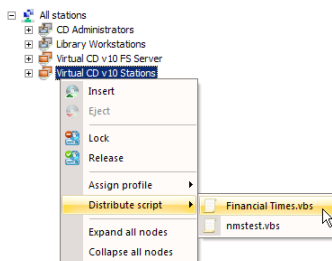 All stations
CD Administrators
Library Workstations
Virtual CD v10 FS Server
Virtual CD v10 Stations
Insert
Eject
Lock
Release
Assign profile
Distribute script
Financial Times.vbs
nmstest.vbs
Expand all nodes
Collapse all nodes